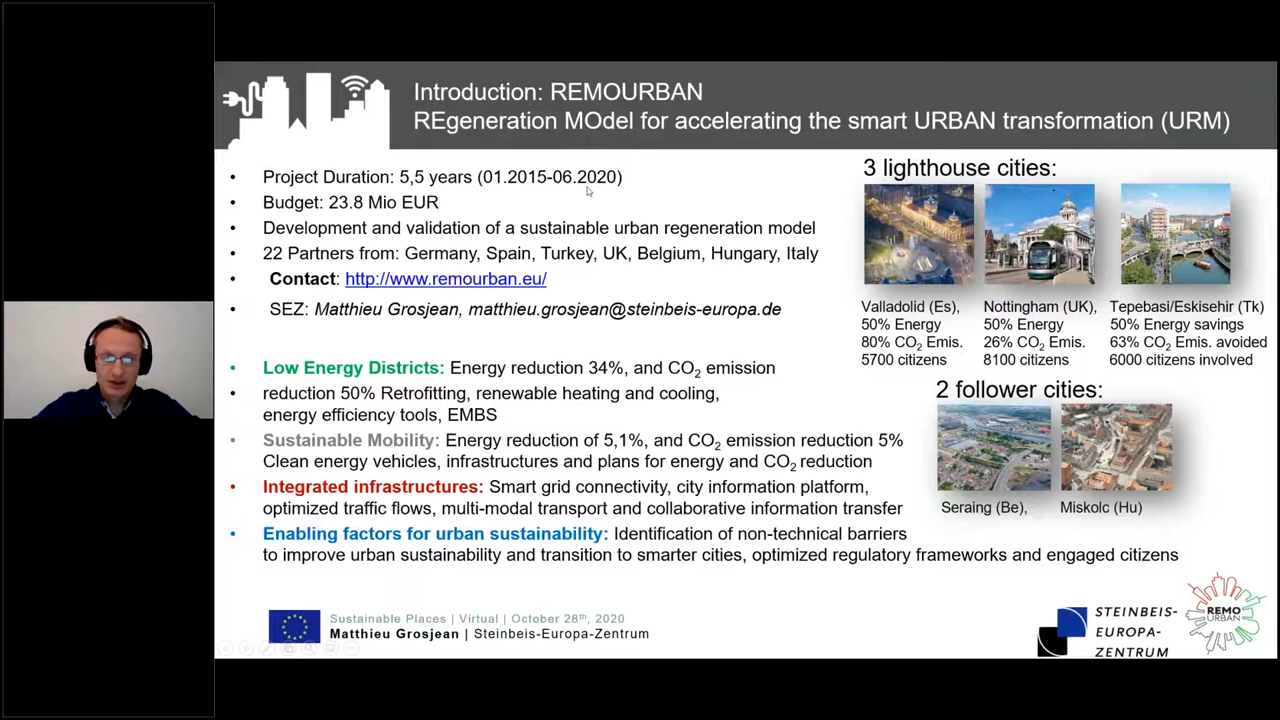 Introduction: REMOURBAN
REgeneration MOdel for accelerating the smart URBAN transformation (URM)
• Project Duration: 5,5 years (01.2015-06.2020)
• Budget: 23.8 Mio EUR
• Development and validation of a sustainable urban regeneration model
• 22 Partners from: Germany, Spain, Turkey, UK, Belgium, Hungary, Italy
• Contact: http://www.remourban.eu/
• SEZ: Matthieu Grosjean, matthieu.grosjean@steinbeis-europa.de
• Low Energy Districts: Energy reduction 34%, and CO2 emission
• reduction 50% Retrofitting, renewable heating and cooling,
energy efficiency tools, EMBS
• Sustainable Mobility: Energy reduction of 5,1%, and CO2 emission reduction 5%
Clean energy vehicles, infrastructures and plans for energy and CO2 reduction
• Integrated infrastructures: Smart grid connectivity, city information platform,
optimized traffic flows, multi-modal transport and collaborative information transfer
• Enabling factors for urban sustainability: Identification of non-technical barriers
to improve urban sustainability and transition to smarter cities, optimized regulatory frameworks and engaged citizens
3 lighthouse cities:
Valladolid (Es),
50% Energy
80% CO2 Emis.
5700 citizens
Nottingham (UK),
50% Energy
26% CO2 Emis.
8100 citizens
Tepebasi/Eskisehir (Tk)
50% Energy savings
63% CO2 Emis. avoided
6000 citizens involved
2 follower cities:
Seraing (Be),
Miskolc (Hu)
Sustainable Places | Virtual | October 28th, 2020
Matthieu Grosjean | Steinbeis-Europa-Zentrum
STEINBEIS-
EUROPA-
ZENTRUM
REMO
URBAN